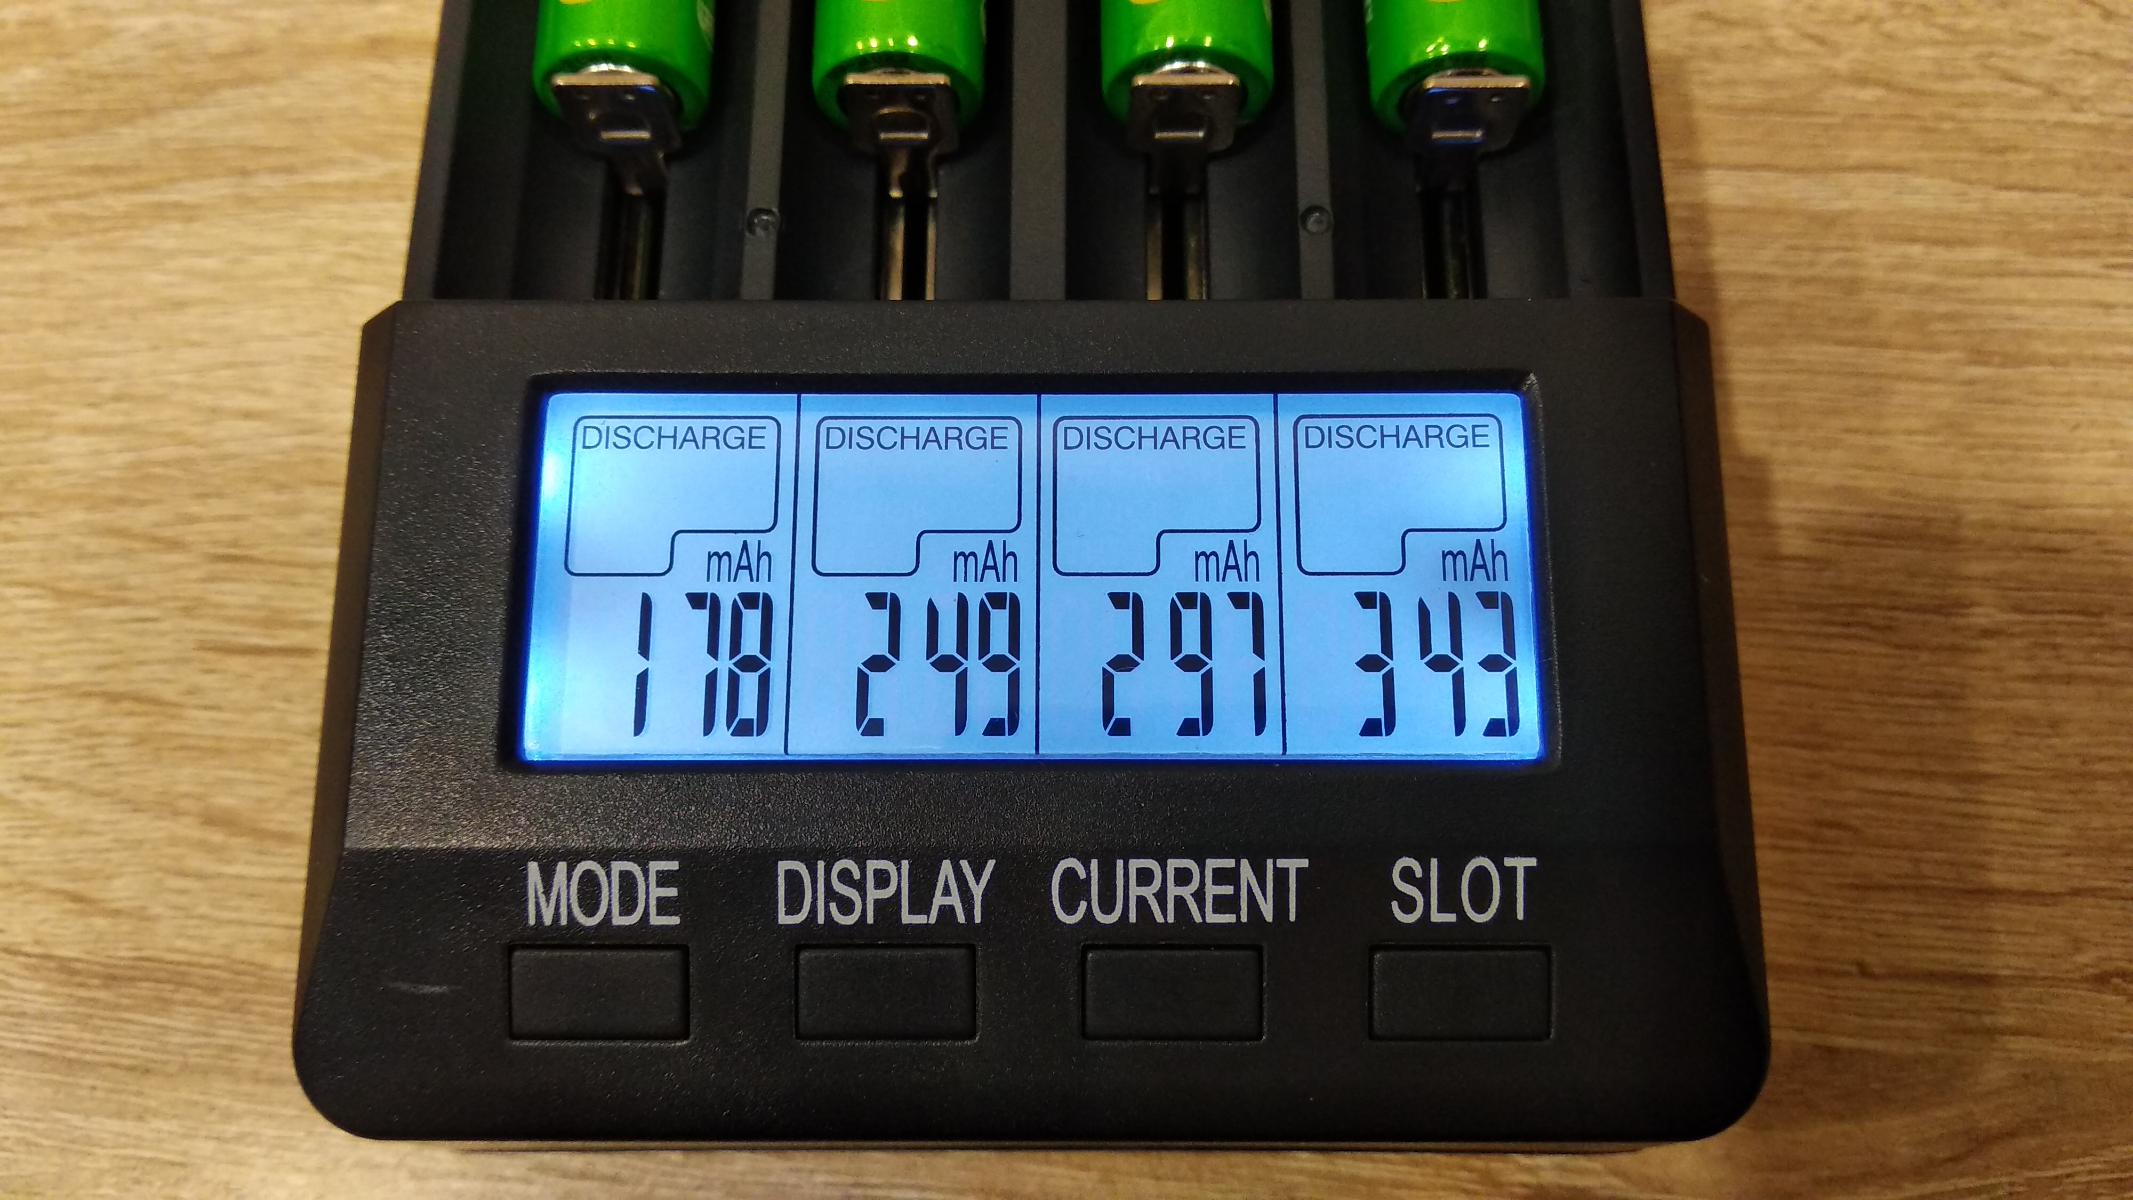 DISCHARGE DISCHARGE DISCHARGE DISCHARGE
mAh mAh mAh mAh
178 249 297 343
MODE DISPLAY CURRENT SLOT